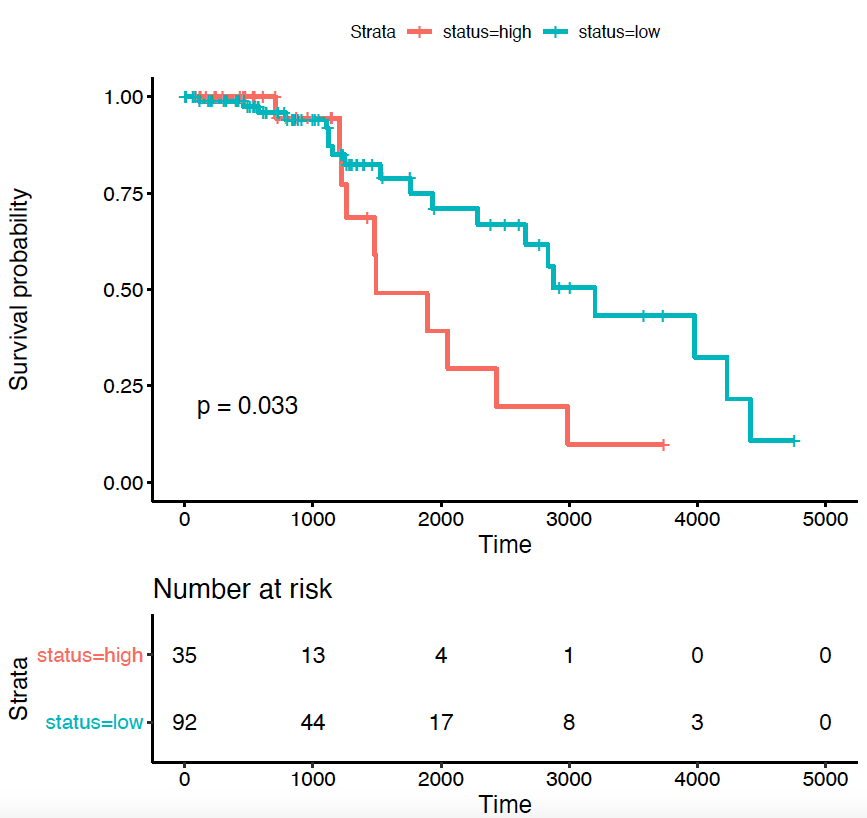 Strata status=high status=low
Survival probability
1.00
0.75
0.50
0.25
0.00
p = 0.033
0 1000 2000 3000 4000 5000
Time
Number at risk
Strata
status=high 35 13 4 1 0 0
status=low 92 44 17 8 3 0
0 1000 2000 3000 4000 5000
Time